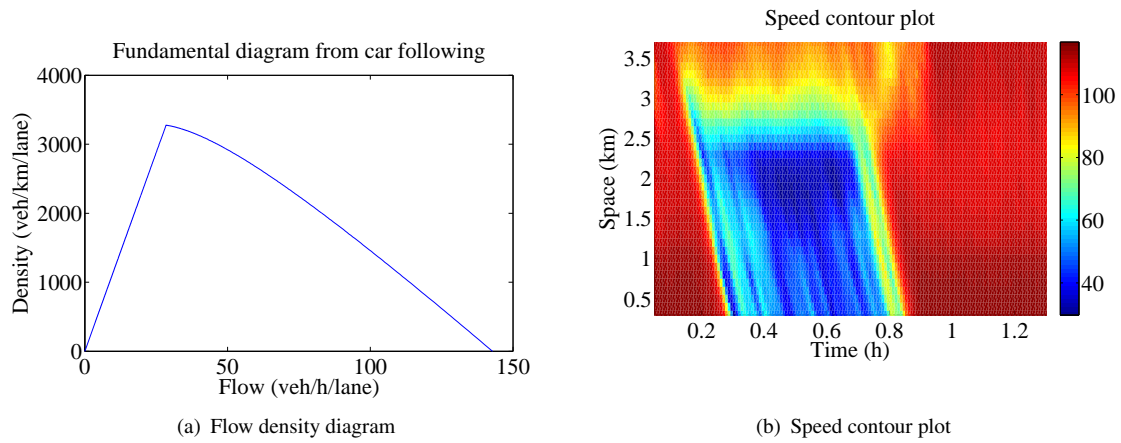 Fundamental diagram from car following
4000
3000
2000
1000
0
Density (veh/km/lane)
0 50 100 150
Flow (veh/h/lane)
(a) Flow density diagram
Speed contour plot
3.5
3
2.5
2
1.5
1
0.5
Space (km)
0.2 0.4 0.6 0.8 1 1.2
Time (h)
100
80
60
40
(b) Speed contour plot